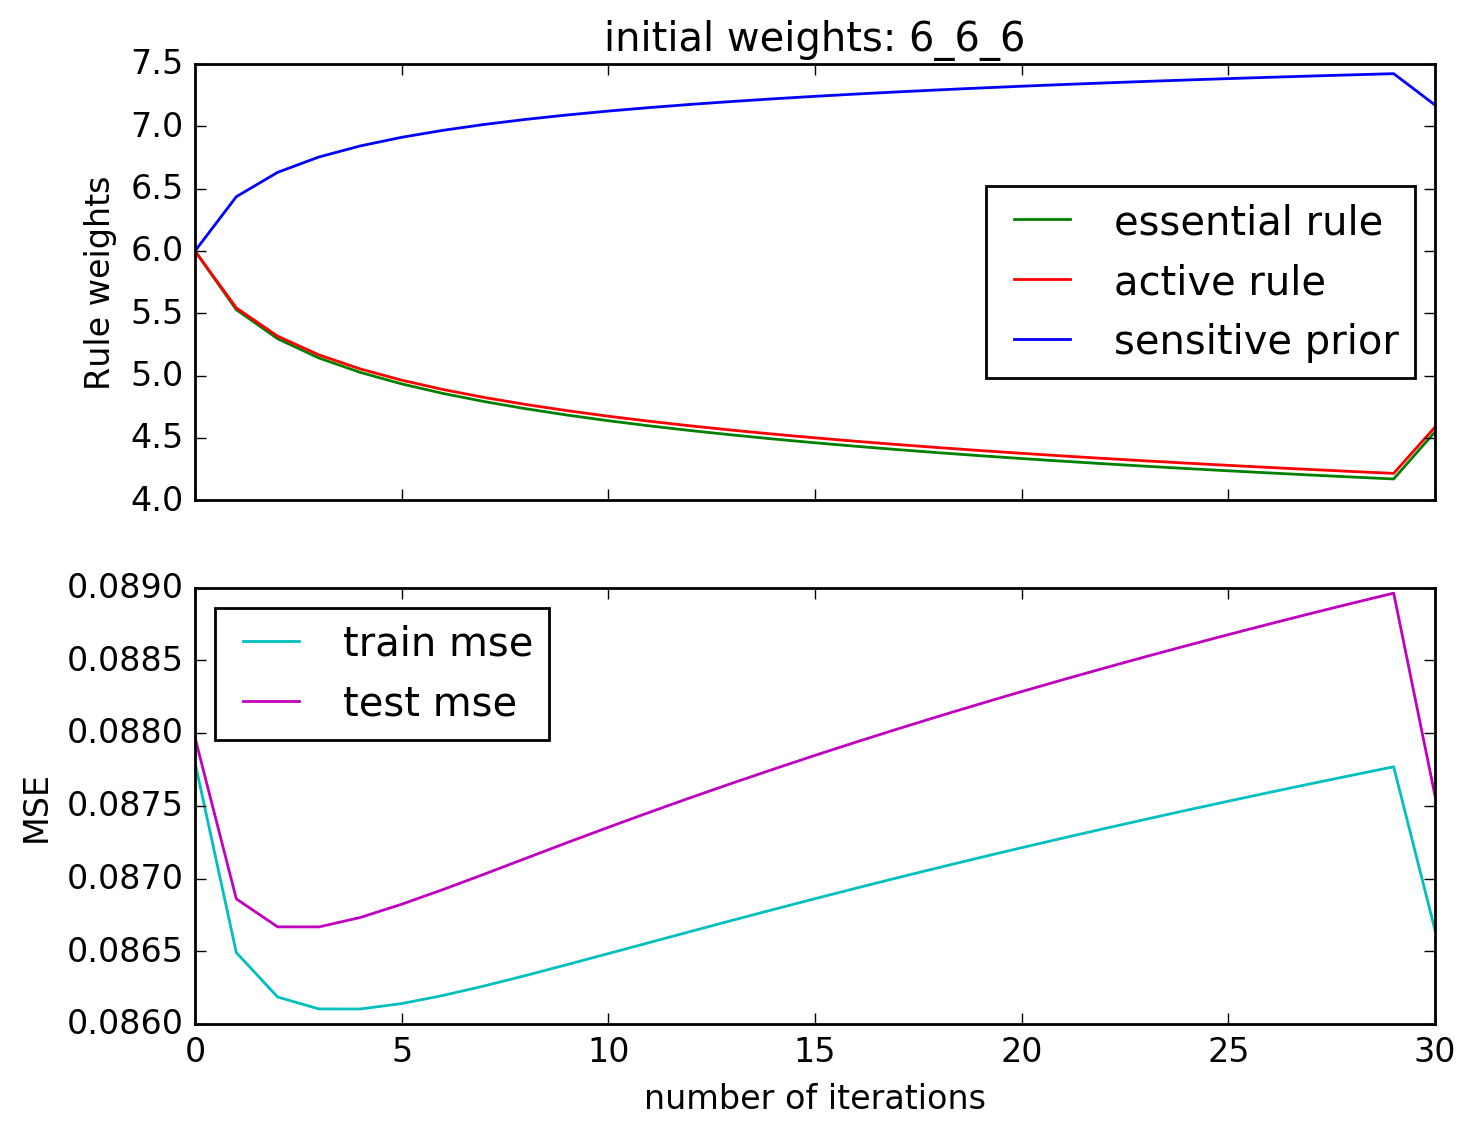 initial weights: 6_6_6
7.5
7.0
6.5
6.0
5.5
5.0
4.5
4.0
Rule weights
essential rule
active rule
sensitive prior
0.0890
0.0885
0.0880
0.0875
0.0870
0.0865
0.0860
MSE
train mse
test mse
0 5 10 15 20 25 30
number of iterations